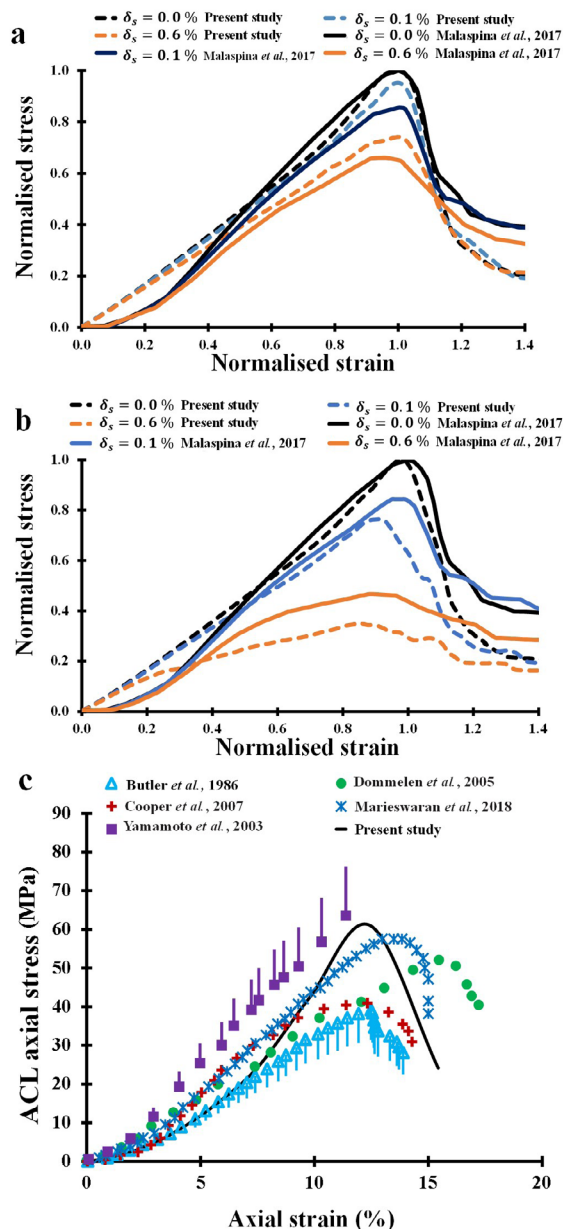 a
δₛ = 0.0 % Present study δₛ = 0.1 % Present study
δₛ = 0.6 % Present study δₛ = 0.0 % Malaspina et al., 2017
δₛ = 0.1 % Malaspina et al., 2017 δₛ = 0.6 % Malaspina et al., 2017
Normalised stress
1.0
0.8
0.6
0.4
0.2
0.0
0.0 0.2 0.4 0.6 0.8 1.0 1.2 1.4
Normalised strain
b
δₛ = 0.0 % Present study δₛ = 0.1 % Present study
δₛ = 0.6 % Present study δₛ = 0.0 % Malaspina et al., 2017
δₛ = 0.1 % Malaspina et al., 2017 δₛ = 0.6 % Malaspina et al., 2017
Normalised stress
1.0
0.8
0.6
0.4
0.2
0.0
0.0 0.2 0.4 0.6 0.8 1.0 1.2 1.4
Normalised strain
c
Butler et al., 1986 Dommelen et al., 2005
Cooper et al., 2007 Marieswaran et al., 2018
Yamamoto et al., 2003 Present study
ACL axial stress (MPa)
90
80
70
60
50
40
30
20
10
0
0 5 10 15 20
Axial strain (%)